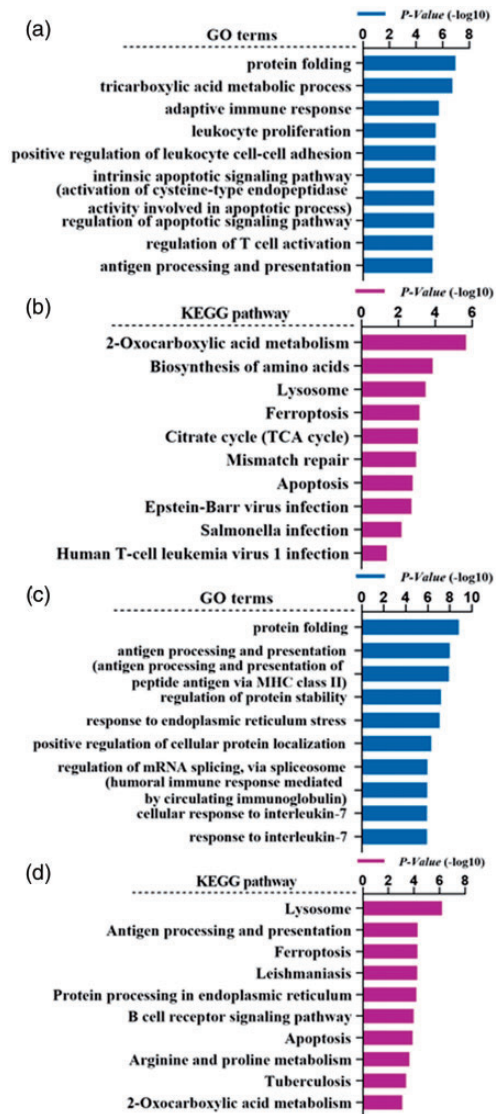 (a)
P-Value (-log10)
GO terms
0 2 4 6 8
protein folding
tricarboxylic acid metabolic process
adaptive immune response
leukocyte proliferation
positive regulation of leukocyte cell-cell adhesion
intrinsic apoptotic signaling pathway
(activation of cysteine-type endopeptidase
activity involved in apoptotic process)
regulation of apoptotic signaling pathway
regulation of T cell activation
antigen processing and presentation
(b)
P-Value (-log10)
KEGG pathway
0 2 4 6
2-Oxocarboxylic acid metabolism
Biosynthesis of amino acids
Lysosome
Ferroptosis
Citrate cycle (TCA cycle)
Mismatch repair
Apoptosis
Epstein-Barr virus infection
Salmonella infection
Human T-cell leukemia virus 1 infection
(c)
P-Value (-log10)
GO terms
0 2 4 6 8 10
protein folding
antigen processing and presentation
(antigen processing and presentation of
peptide antigen via MHC class II)
regulation of protein stability
response to endoplasmic reticulum stress
positive regulation of cellular protein localization
regulation of mRNA splicing, via spliceosome
(humoral immune response mediated
by circulating immunoglobulin)
cellular response to interleukin-7
response to interleukin-7
(d)
P-Value (-log10)
KEGG pathway
0 2 4 6 8
Lysosome
Antigen processing and presentation
Ferroptosis
Leishmaniasis
Protein processing in endoplasmic reticulum
B cell receptor signaling pathway
Apoptosis
Arginine and proline metabolism
Tuberculosis
2-Oxocarboxylic acid metabolism